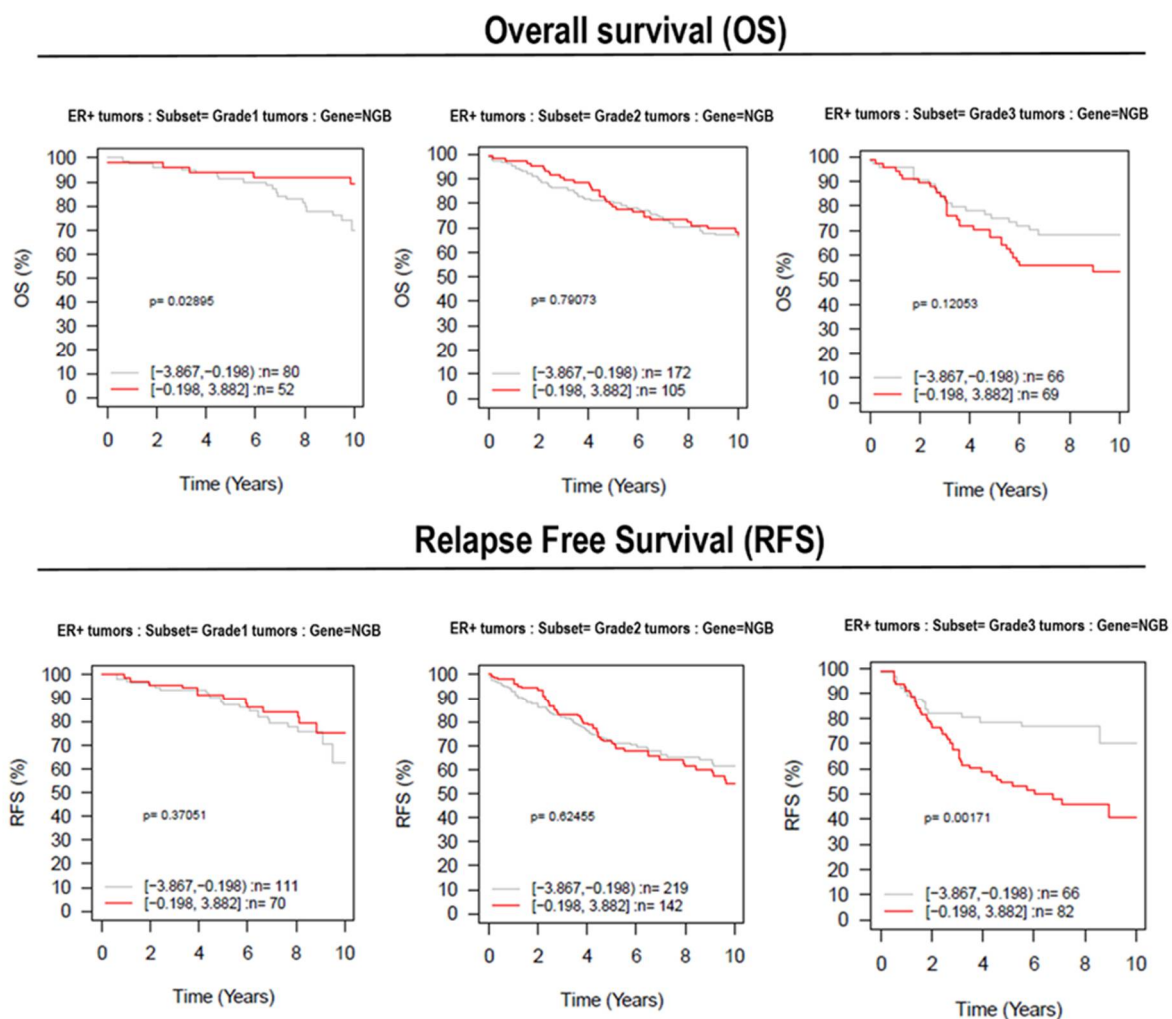 Overall survival (OS)
ER+ tumors : Subset= Grade1 tumors : Gene=NGB
100
90
80
70
60
50
40
30
20
10
0
OS (%)
p= 0.02895
[−3.867,−0.198) :n= 80
[−0.198, 3.882] :n= 52
0 2 4 6 8 10
Time (Years)
ER+ tumors : Subset= Grade2 tumors : Gene=NGB
100
90
80
70
60
50
40
30
20
10
0
OS (%)
p= 0.79073
[−3.867,−0.198) :n= 172
[−0.198, 3.882] :n= 105
0 2 4 6 8 10
Time (Years)
ER+ tumors : Subset= Grade3 tumors : Gene=NGB
100
90
80
70
60
50
40
30
20
10
0
OS (%)
p= 0.12053
[−3.867,−0.198) :n= 66
[−0.198, 3.882] :n= 69
0 2 4 6 8 10
Time (Years)
Relapse Free Survival (RFS)
ER+ tumors : Subset= Grade1 tumors : Gene=NGB
100
90
80
70
60
50
40
30
20
10
0
RFS (%)
p= 0.37051
[−3.867,−0.198) :n= 111
[−0.198, 3.882] :n= 70
0 2 4 6 8 10
Time (Years)
ER+ tumors : Subset= Grade2 tumors : Gene=NGB
100
90
80
70
60
50
40
30
20
10
0
RFS (%)
p= 0.62455
[−3.867,−0.198) :n= 219
[−0.198, 3.882] :n= 142
0 2 4 6 8 10
Time (Years)
ER+ tumors : Subset= Grade3 tumors : Gene=NGB
100
90
80
70
60
50
40
30
20
10
0
RFS (%)
p= 0.00171
[−3.867,−0.198) :n= 66
[−0.198, 3.882] :n= 82
0 2 4 6 8 10
Time (Years)